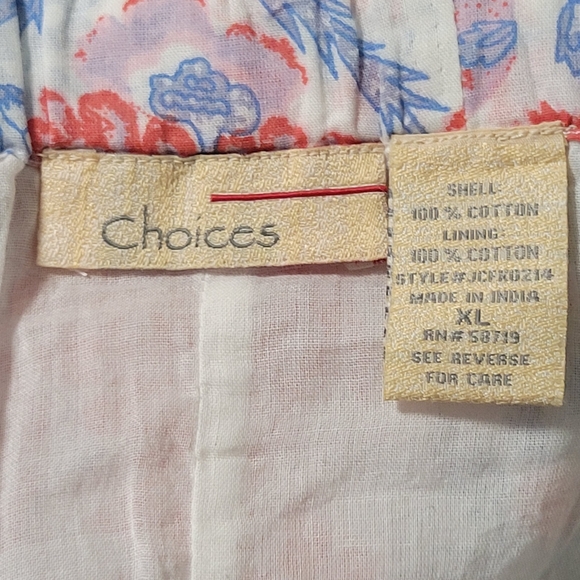 Choices
SHELL:
100 % COTTON
LINING:
100 % COTTON
STYLE#JCFK0214
MADE IN INDIA
XL
RN# 58719
SEE REVERSE
FOR CARE